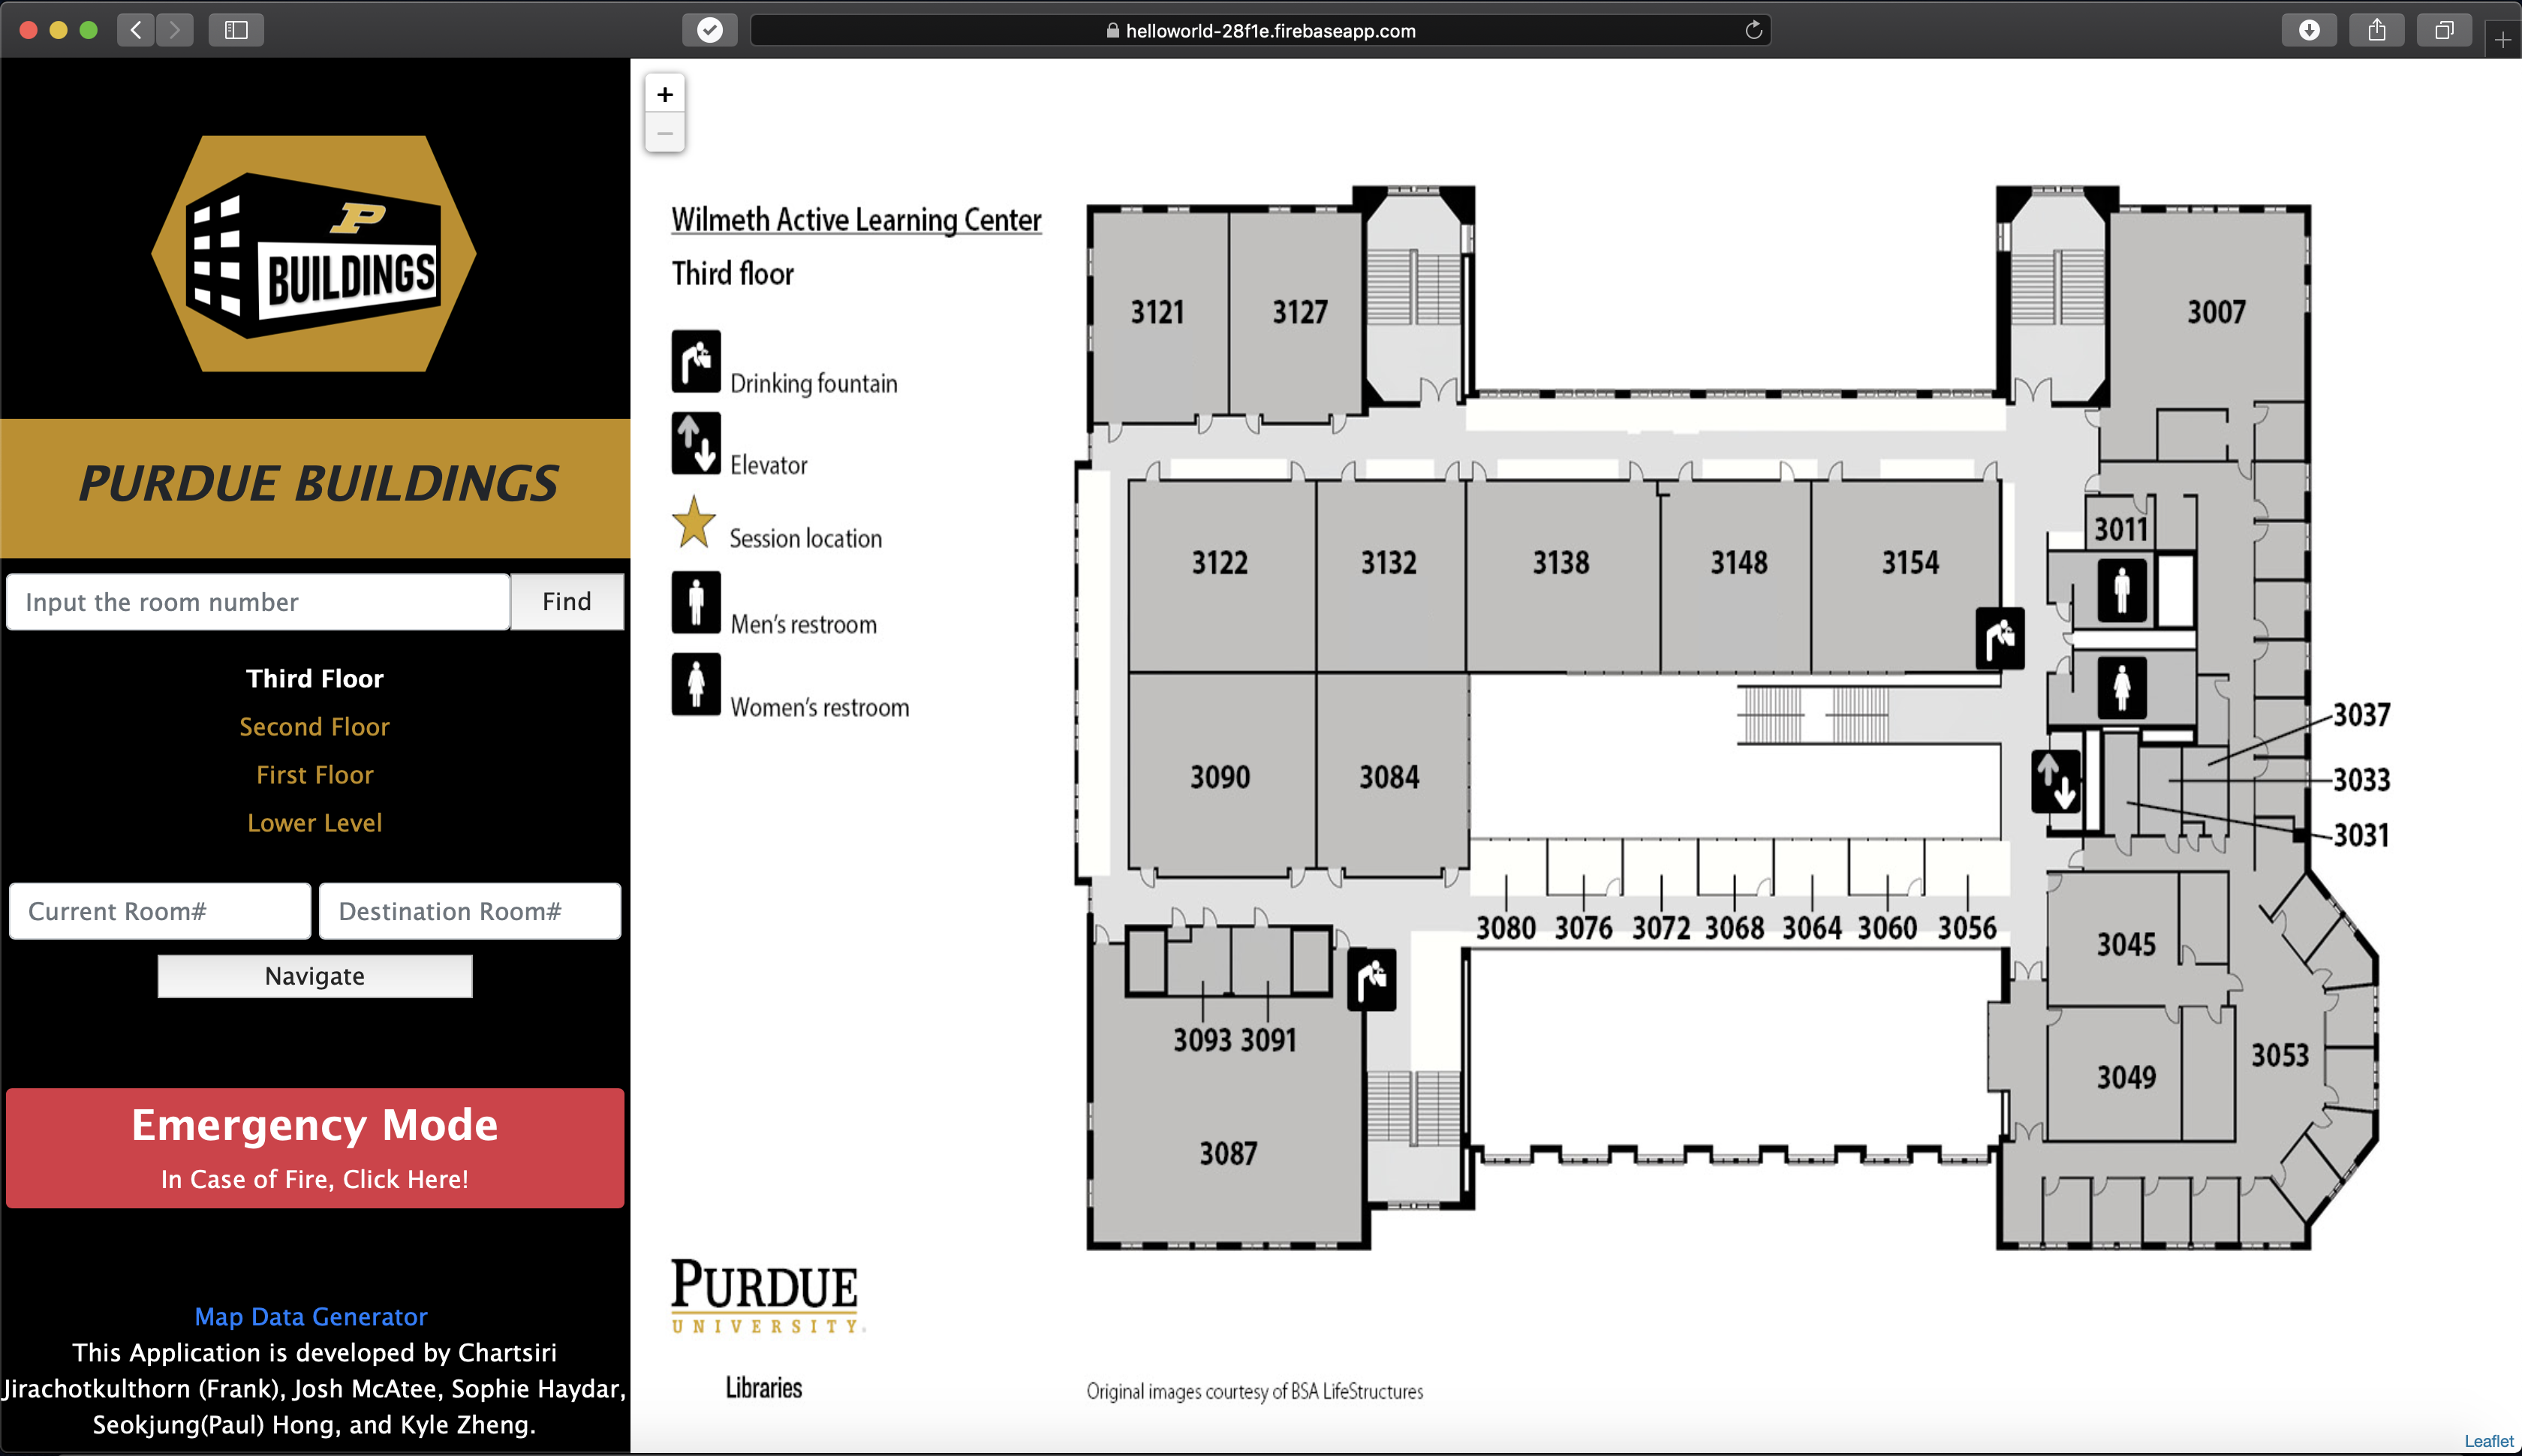 helloworld-28f1e.firebaseapp.com
P
BUILDINGS
PURDUE BUILDINGS
Input the room number
Find
Third Floor
Second Floor
First Floor
Lower Level
Current Room#
Destination Room#
Navigate
Emergency Mode
In Case of Fire, Click Here!
Map Data Generator
This Application is developed by Chartsiri
Jirachotkulthorn (Frank), Josh McAtee, Sophie Haydar,
Seokjung(Paul) Hong, and Kyle Zheng.
+
−
Wilmeth Active Learning Center
Third floor
Drinking fountain
Elevator
Session location
Men's restroom
Women's restroom
3121
3127
3007
3011
3122
3132
3138
3148
3154
3037
3033
3031
3090
3084
3080 3076 3072 3068 3064 3060 3056
3045
3093 3091
3053
3049
3087
PURDUE
UNIVERSITY
Libraries
Original images courtesy of BSA LifeStructures
Leaflet